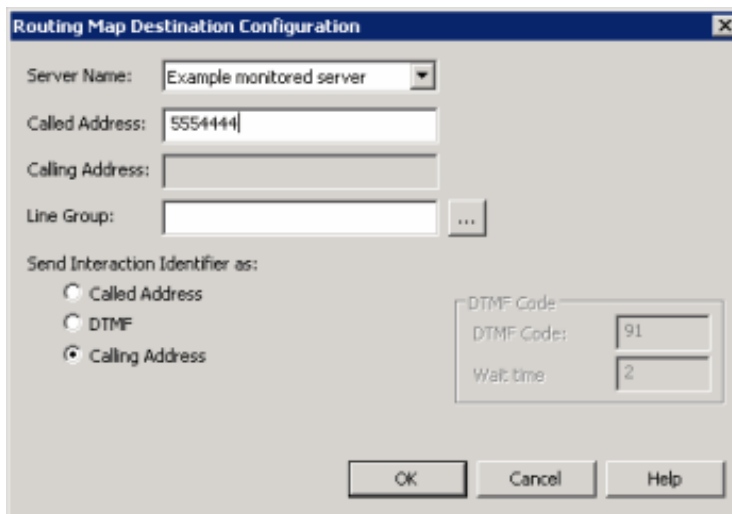 Routing Map Destination Configuration
Server Name: Example monitored server
Called Address: 5554444
Calling Address:
Line Group: ...
Send Interaction Identifier as:
Called Address
DTMF
Calling Address
DTMF Code
DTMF Code: 91
Wait time 2
OK Cancel Help